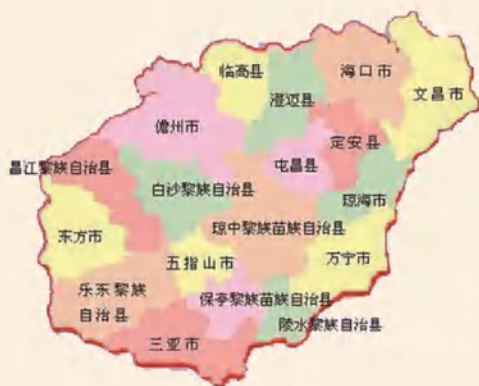 临高县
海口市
澄迈县
文昌市
儋州市
定安县
屯昌县
昌江黎族自治县
白沙黎族自治县
琼海市
琼中黎族苗族自治县
东方市
五指山市
万宁市
乐东黎族
自治县
保亭黎族苗族自治县
陵水黎族自治县
三亚市